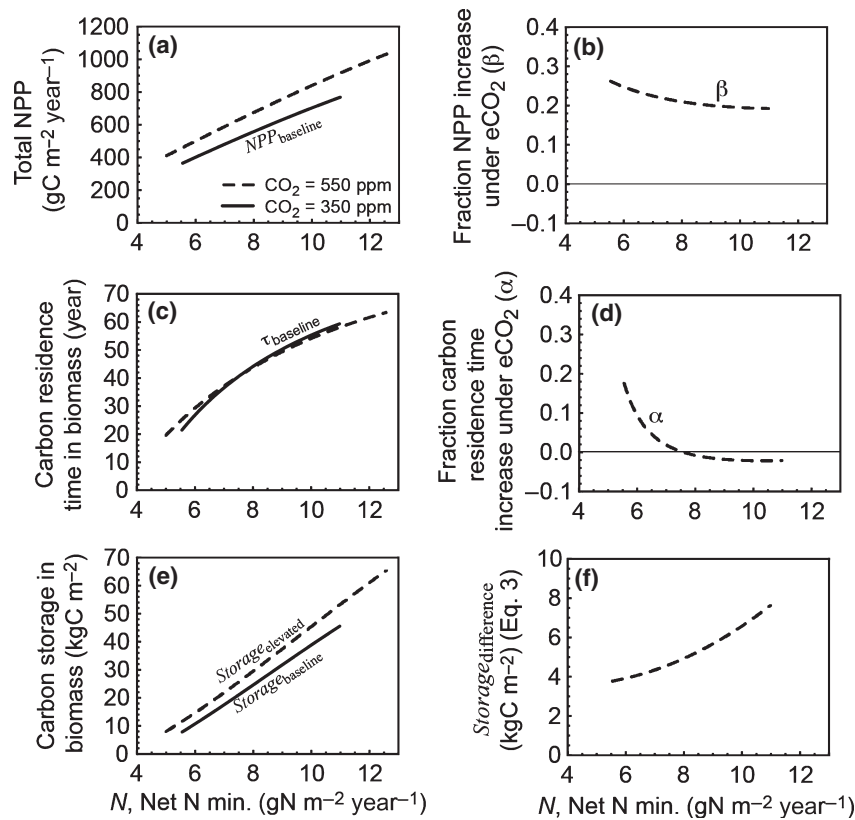 (a)
Total NPP
(gC m−2 year−1)
1200
1000
800
600
400
200
0
NPPbaseline
CO2 = 550 ppm
CO2 = 350 ppm
4 6 8 10 12
(b)
Fraction NPP increase
under eCO2 (β)
0.4
0.3
0.2
0.1
0.0
−0.1
β
4 6 8 10 12
(c)
Carbon residence
time in biomass (year)
70
60
50
40
30
20
10
0
τbaseline
4 6 8 10 12
(d)
Fraction carbon
residence time
increase under eCO2 (α)
0.4
0.3
0.2
0.1
0.0
−0.1
α
4 6 8 10 12
(e)
Carbon storage in
biomass (kgC m−2)
70
60
50
40
30
20
10
0
Storageelevated
Storagebaseline
4 6 8 10 12
N, Net N min. (gN m−2 year−1)
(f)
Storagedifference
(kgC m−2) (Eq. 3)
10
8
6
4
2
0
4 6 8 10 12
N, Net N min. (gN m−2 year−1)